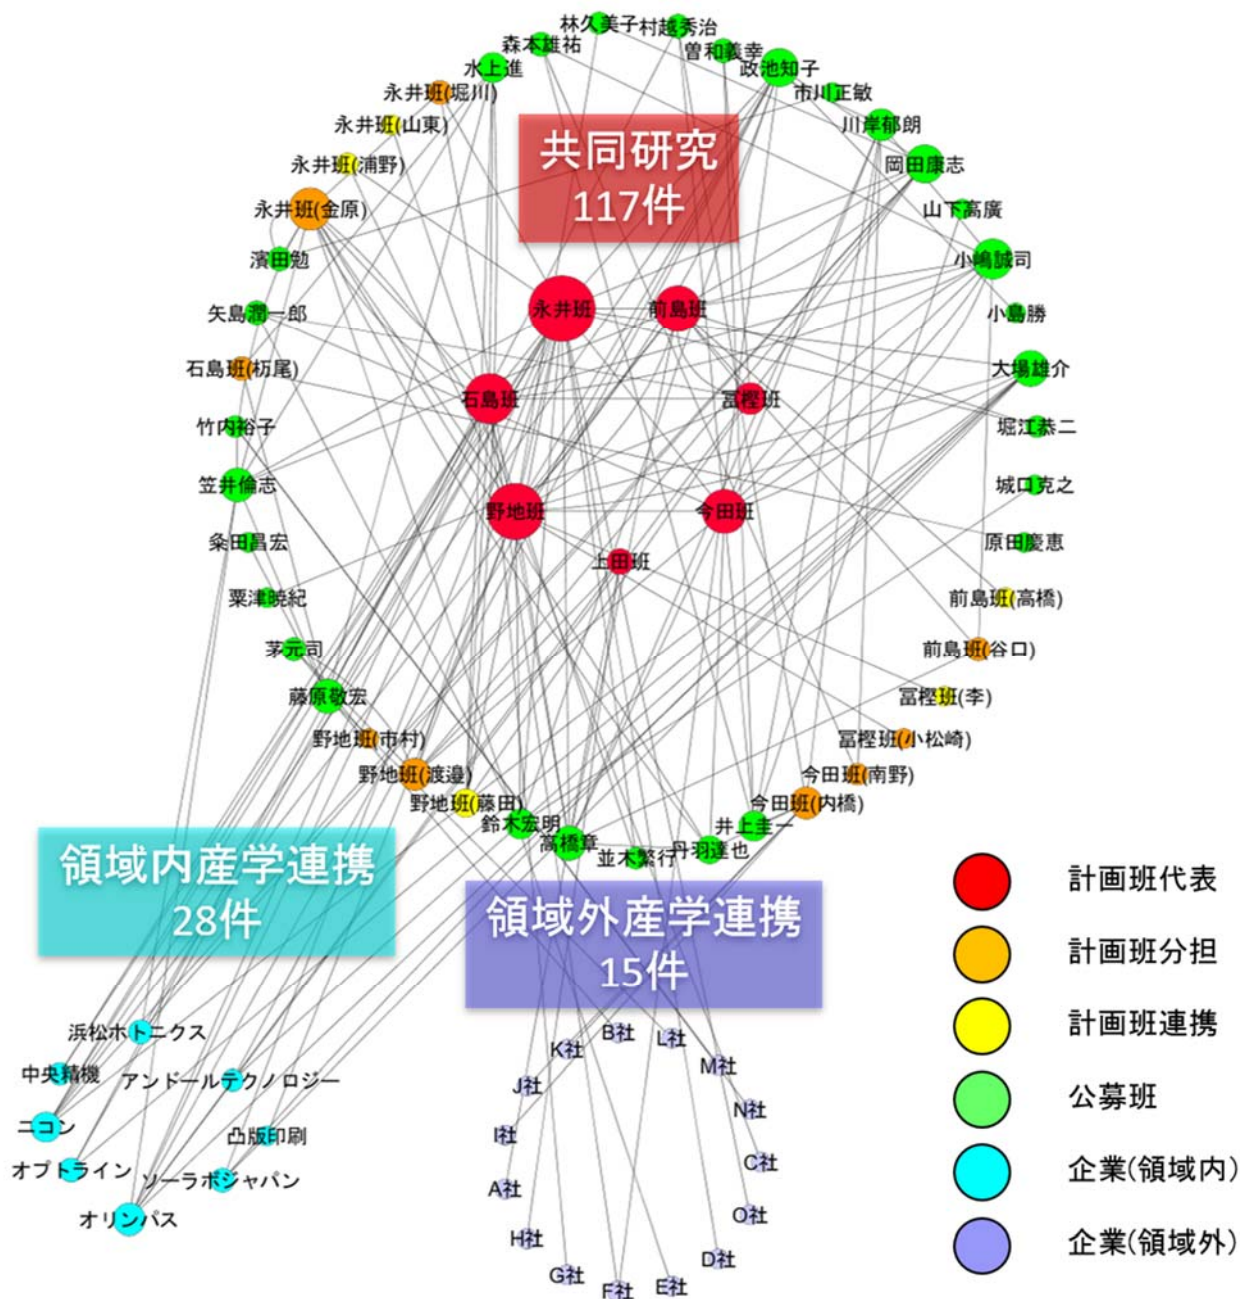 林久美子
村越秀治
森本雄祐
曽和義幸
水上進
政池知子
永井班(堀川)
市川正敏
永井班(山東)
川岸郁朗
共同研究
117件
永井班(浦野)
岡田康志
永井班(金原)
山下高廣
濱田勉
小嶋誠司
矢島潤一郎
永井班
前島班
小島勝
石島班(栃尾)
大場雄介
石島班
冨樫班
竹内裕子
堀江恭二
笠井倫志
城口克之
野地班
今田班
粂田昌宏
原田慶恵
上田班
粟津暁紀
前島班(高橋)
茅元司
前島班(谷口)
藤原敬宏
冨樫班(李)
野地班(市村)
冨樫班(小松崎)
野地班(渡邉)
今田班(南野)
野地班(藤田)
今田班(内橋)
鈴木宏明
井上圭一
高橋章
並木繁行
丹羽達也
領域内産学連携
28件
領域外産学連携
15件
計画班代表
計画班分担
計画班連携
公募班
企業(領域内)
企業(領域外)
浜松ホトニクス
中央精機
アンドールテクノロジー
ニコン
凸版印刷
オプトライン
ソーラボジャパン
オリンパス
B社
L社
K社
M社
J社
N社
I社
C社
A社
O社
H社
D社
G社
E社
F社